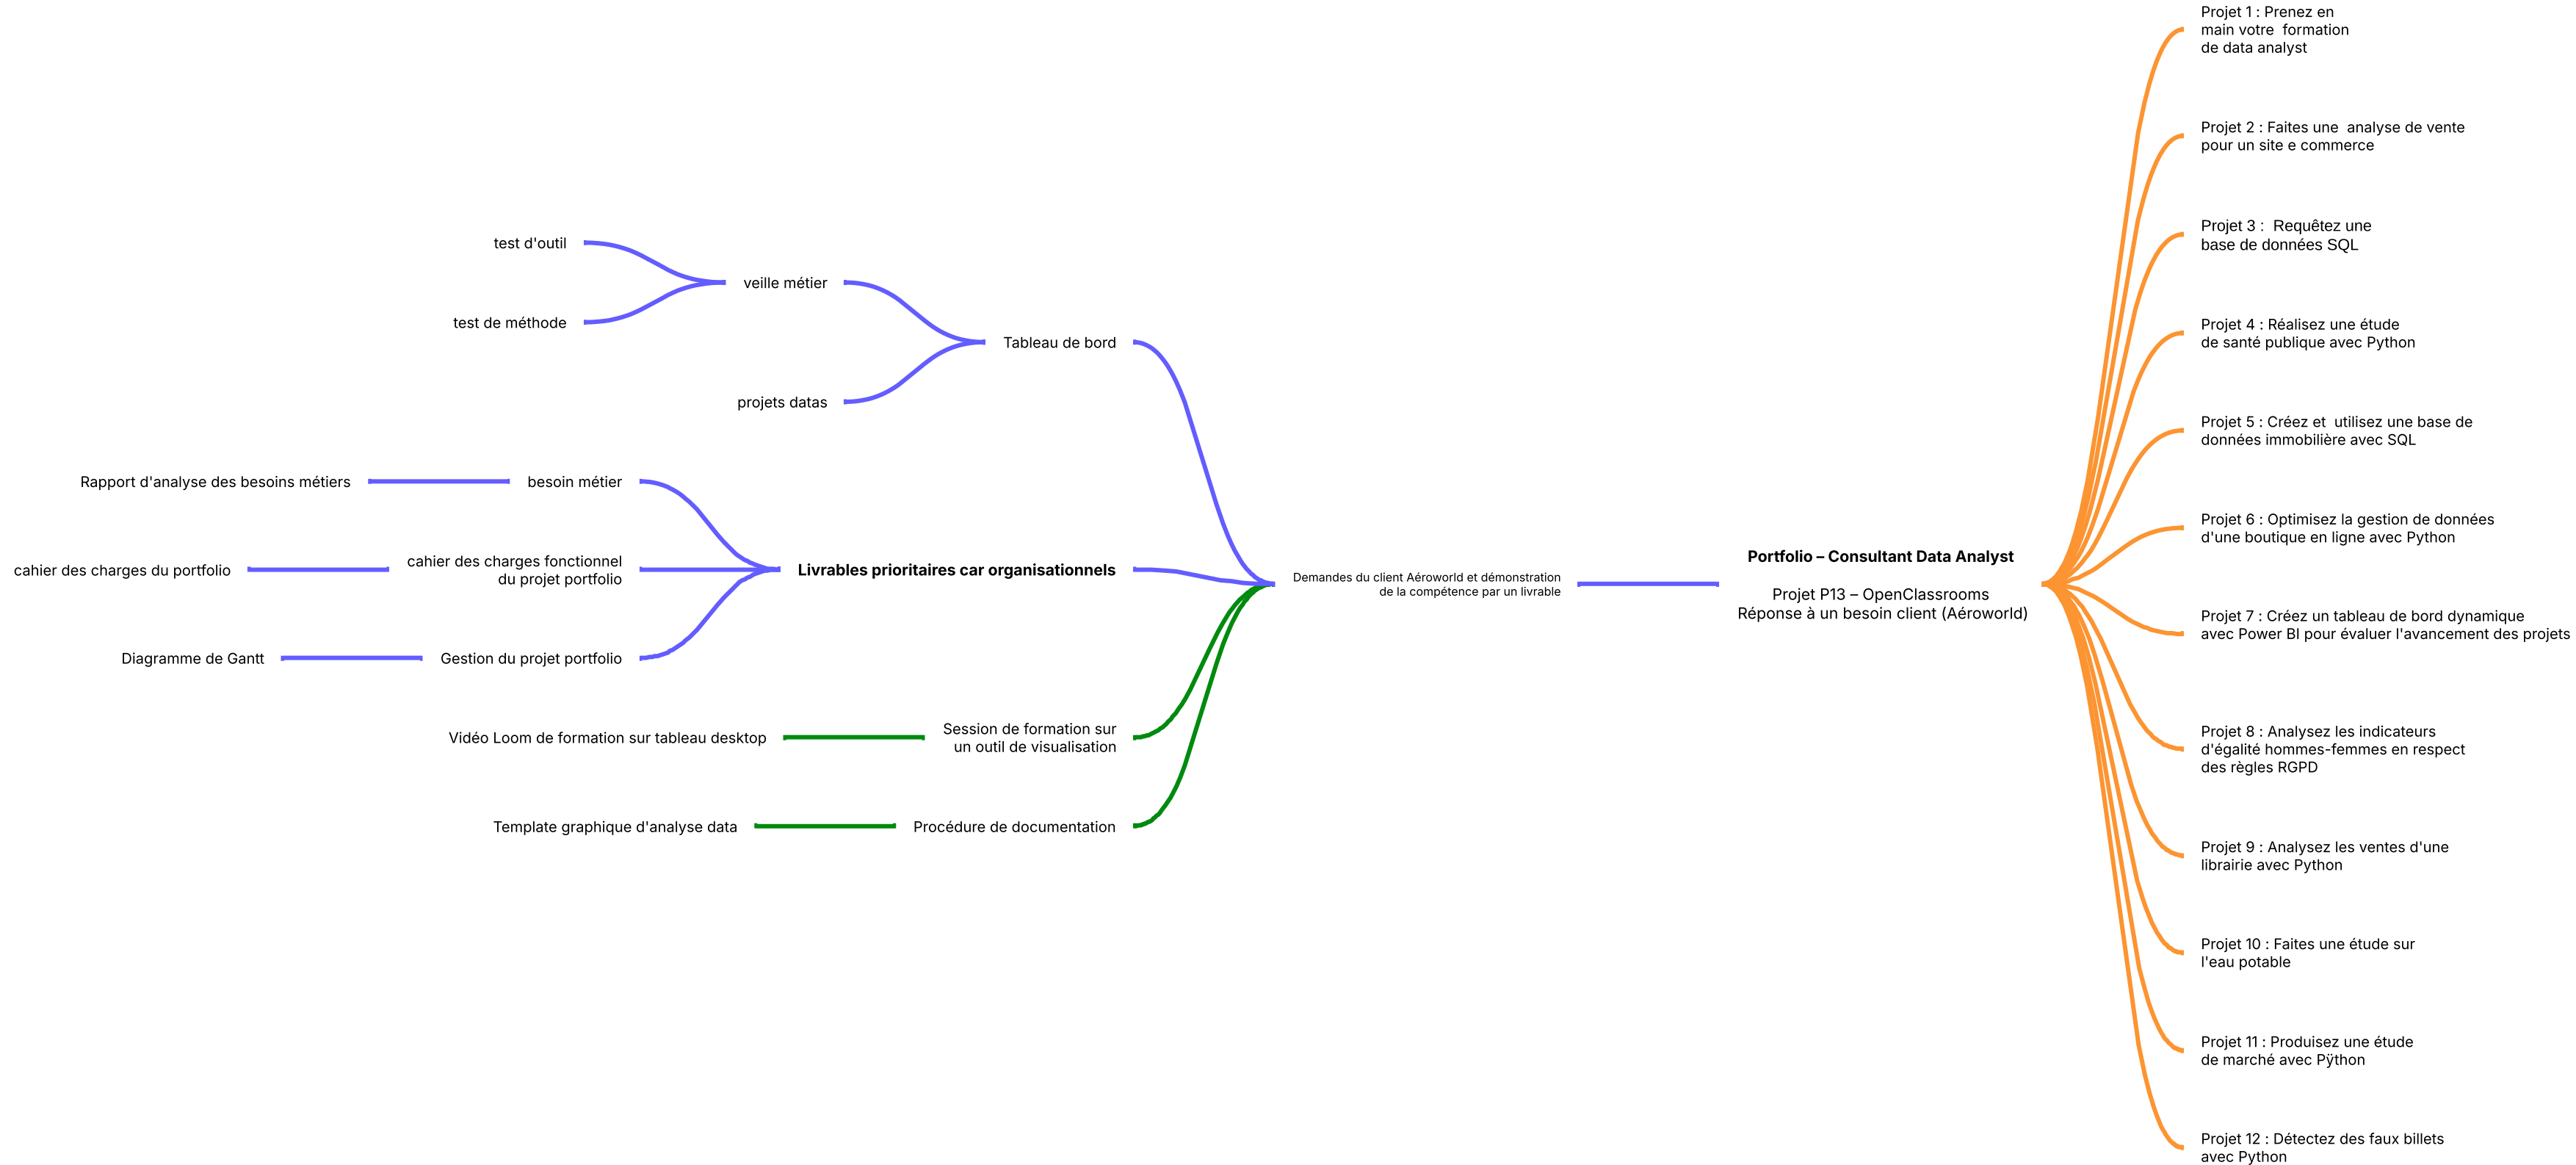 test d'outil
test de méthode
veille métier
projets datas
Tableau de bord
Rapport d'analyse des besoins métiers
besoin métier
cahier des charges du portfolio
cahier des charges fonctionnel
du projet portfolio
Diagramme de Gantt
Gestion du projet portfolio
Livrables prioritaires car organisationnels
Vidéo Loom de formation sur tableau desktop
Session de formation sur
un outil de visualisation
Template graphique d'analyse data
Procédure de documentation
Demandes du client Aéroworld et démonstration
de la compétence par un livrable
Portfolio – Consultant Data Analyst
Projet P13 – OpenClassrooms
Réponse à un besoin client (Aéroworld)
Projet 1 : Prenez en
main votre  formation
de data analyst
Projet 2 : Faites une  analyse de vente
pour un site e commerce
Projet 3 :  Requêtez une
base de données SQL
Projet 4 : Réalisez une étude
de santé publique avec Python
Projet 5 : Créez et  utilisez une base de
données immobilière avec SQL
Projet 6 : Optimisez la gestion de données
d'une boutique en ligne avec Python
Projet 7 : Créez un tableau de bord dynamique
avec Power BI pour évaluer l'avancement des projets
Projet 8 : Analysez les indicateurs
d'égalité hommes-femmes en respect
des règles RGPD
Projet 9 : Analysez les ventes d'une
librairie avec Python
Projet 10 : Faites une étude sur
l'eau potable
Projet 11 : Produisez une étude
de marché avec Pÿthon
Projet 12 : Détectez des faux billets
avec Python